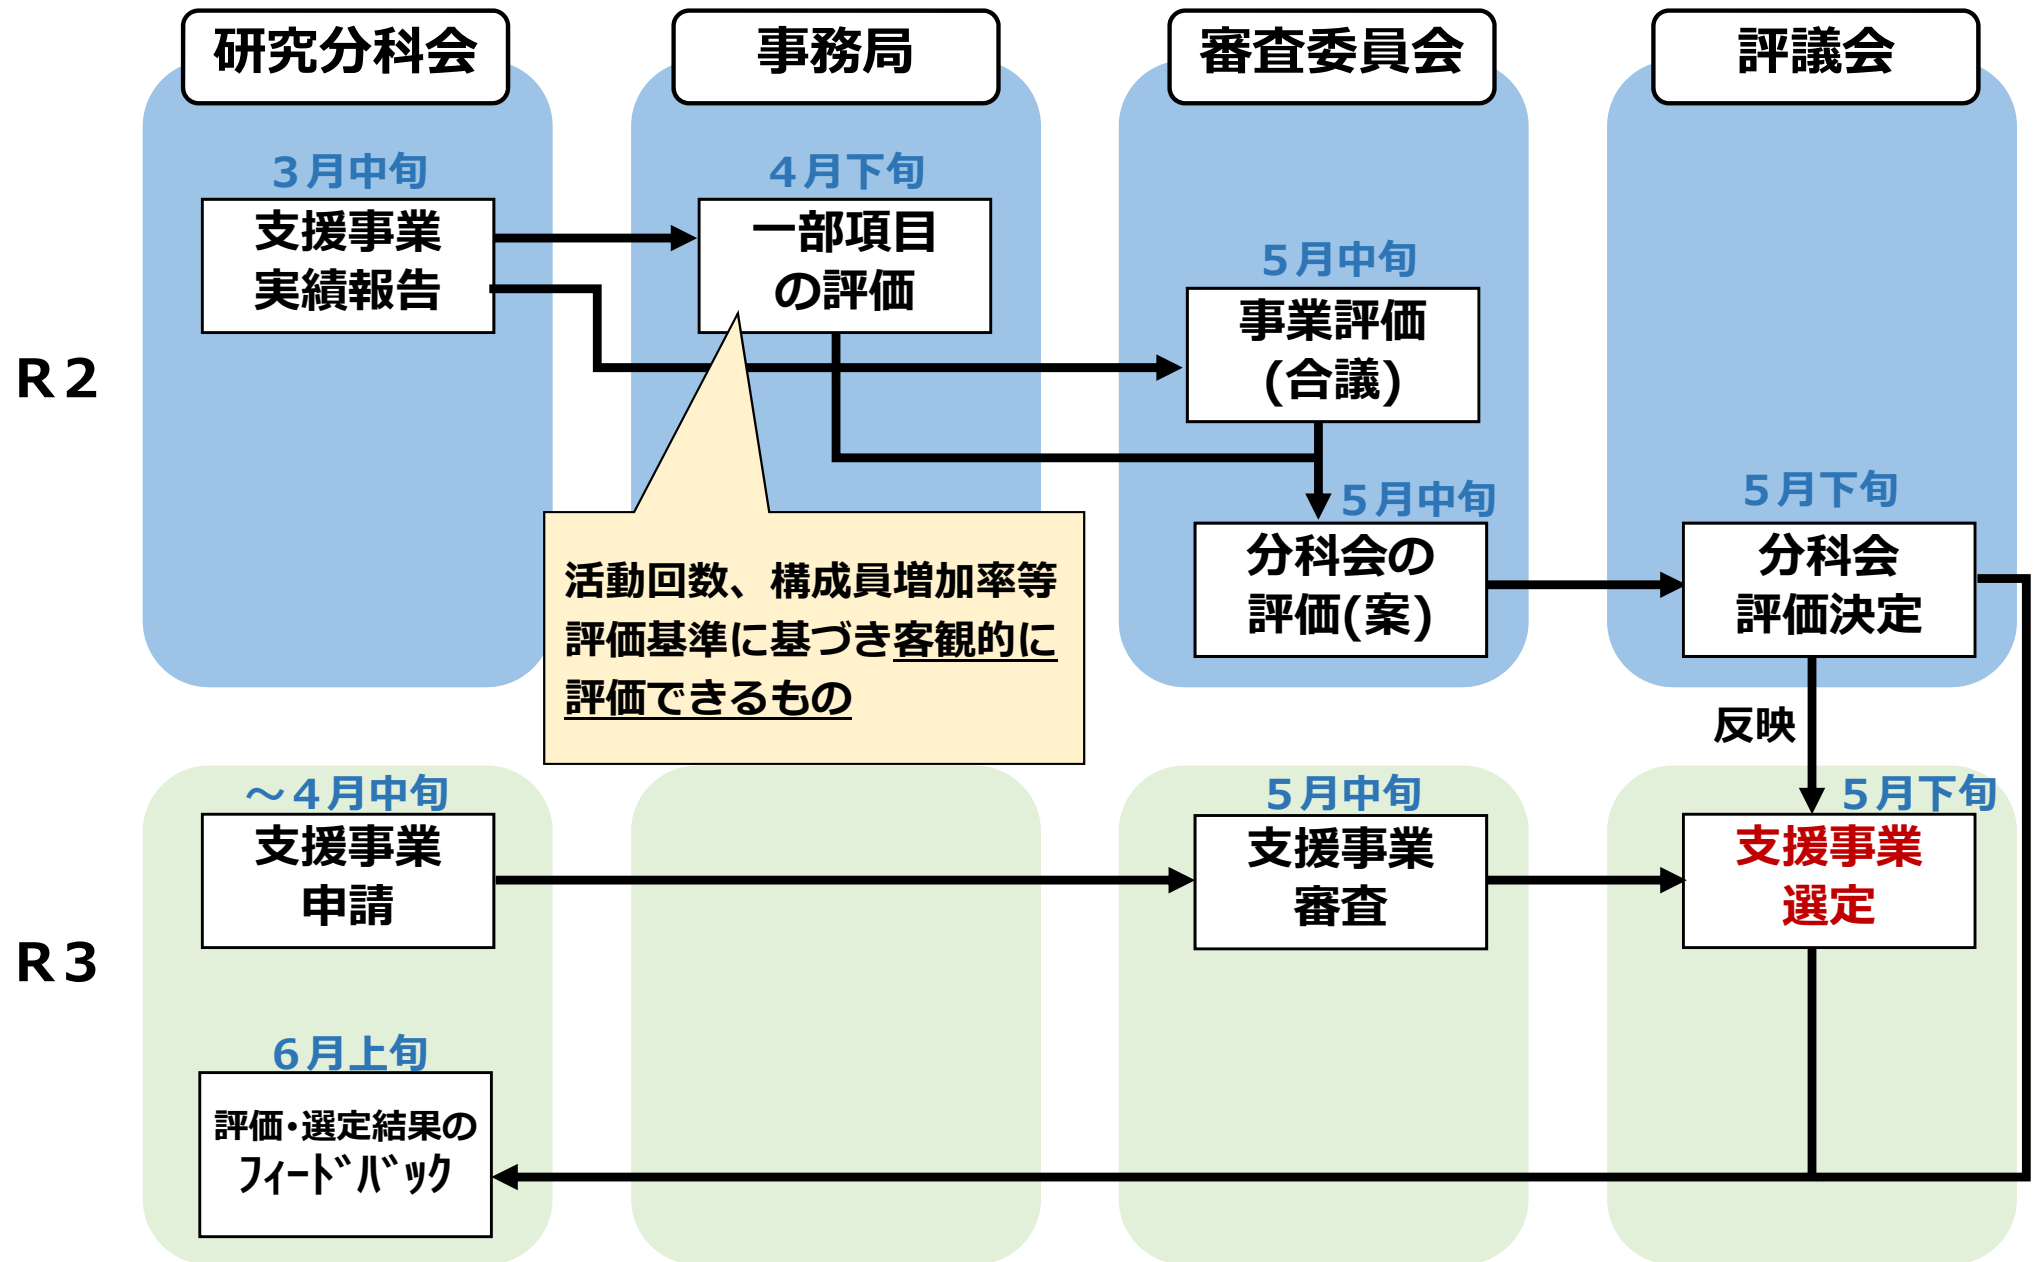 研究分科会
事務局
審査委員会
評議会
R2
3月中旬
支援事業
実績報告
4月下旬
一部項目
の評価
5月中旬
事業評価
(合議)
活動回数、構成員増加率等
評価基準に基づき客観的に
評価できるもの
5月中旬
分科会の
評価(案)
5月下旬
分科会
評価決定
反映
R3
～4月中旬
支援事業
申請
5月中旬
支援事業
審査
5月下旬
支援事業
選定
6月上旬
評価・選定結果の
ﾌｨｰﾄﾞﾊﾞｯｸ